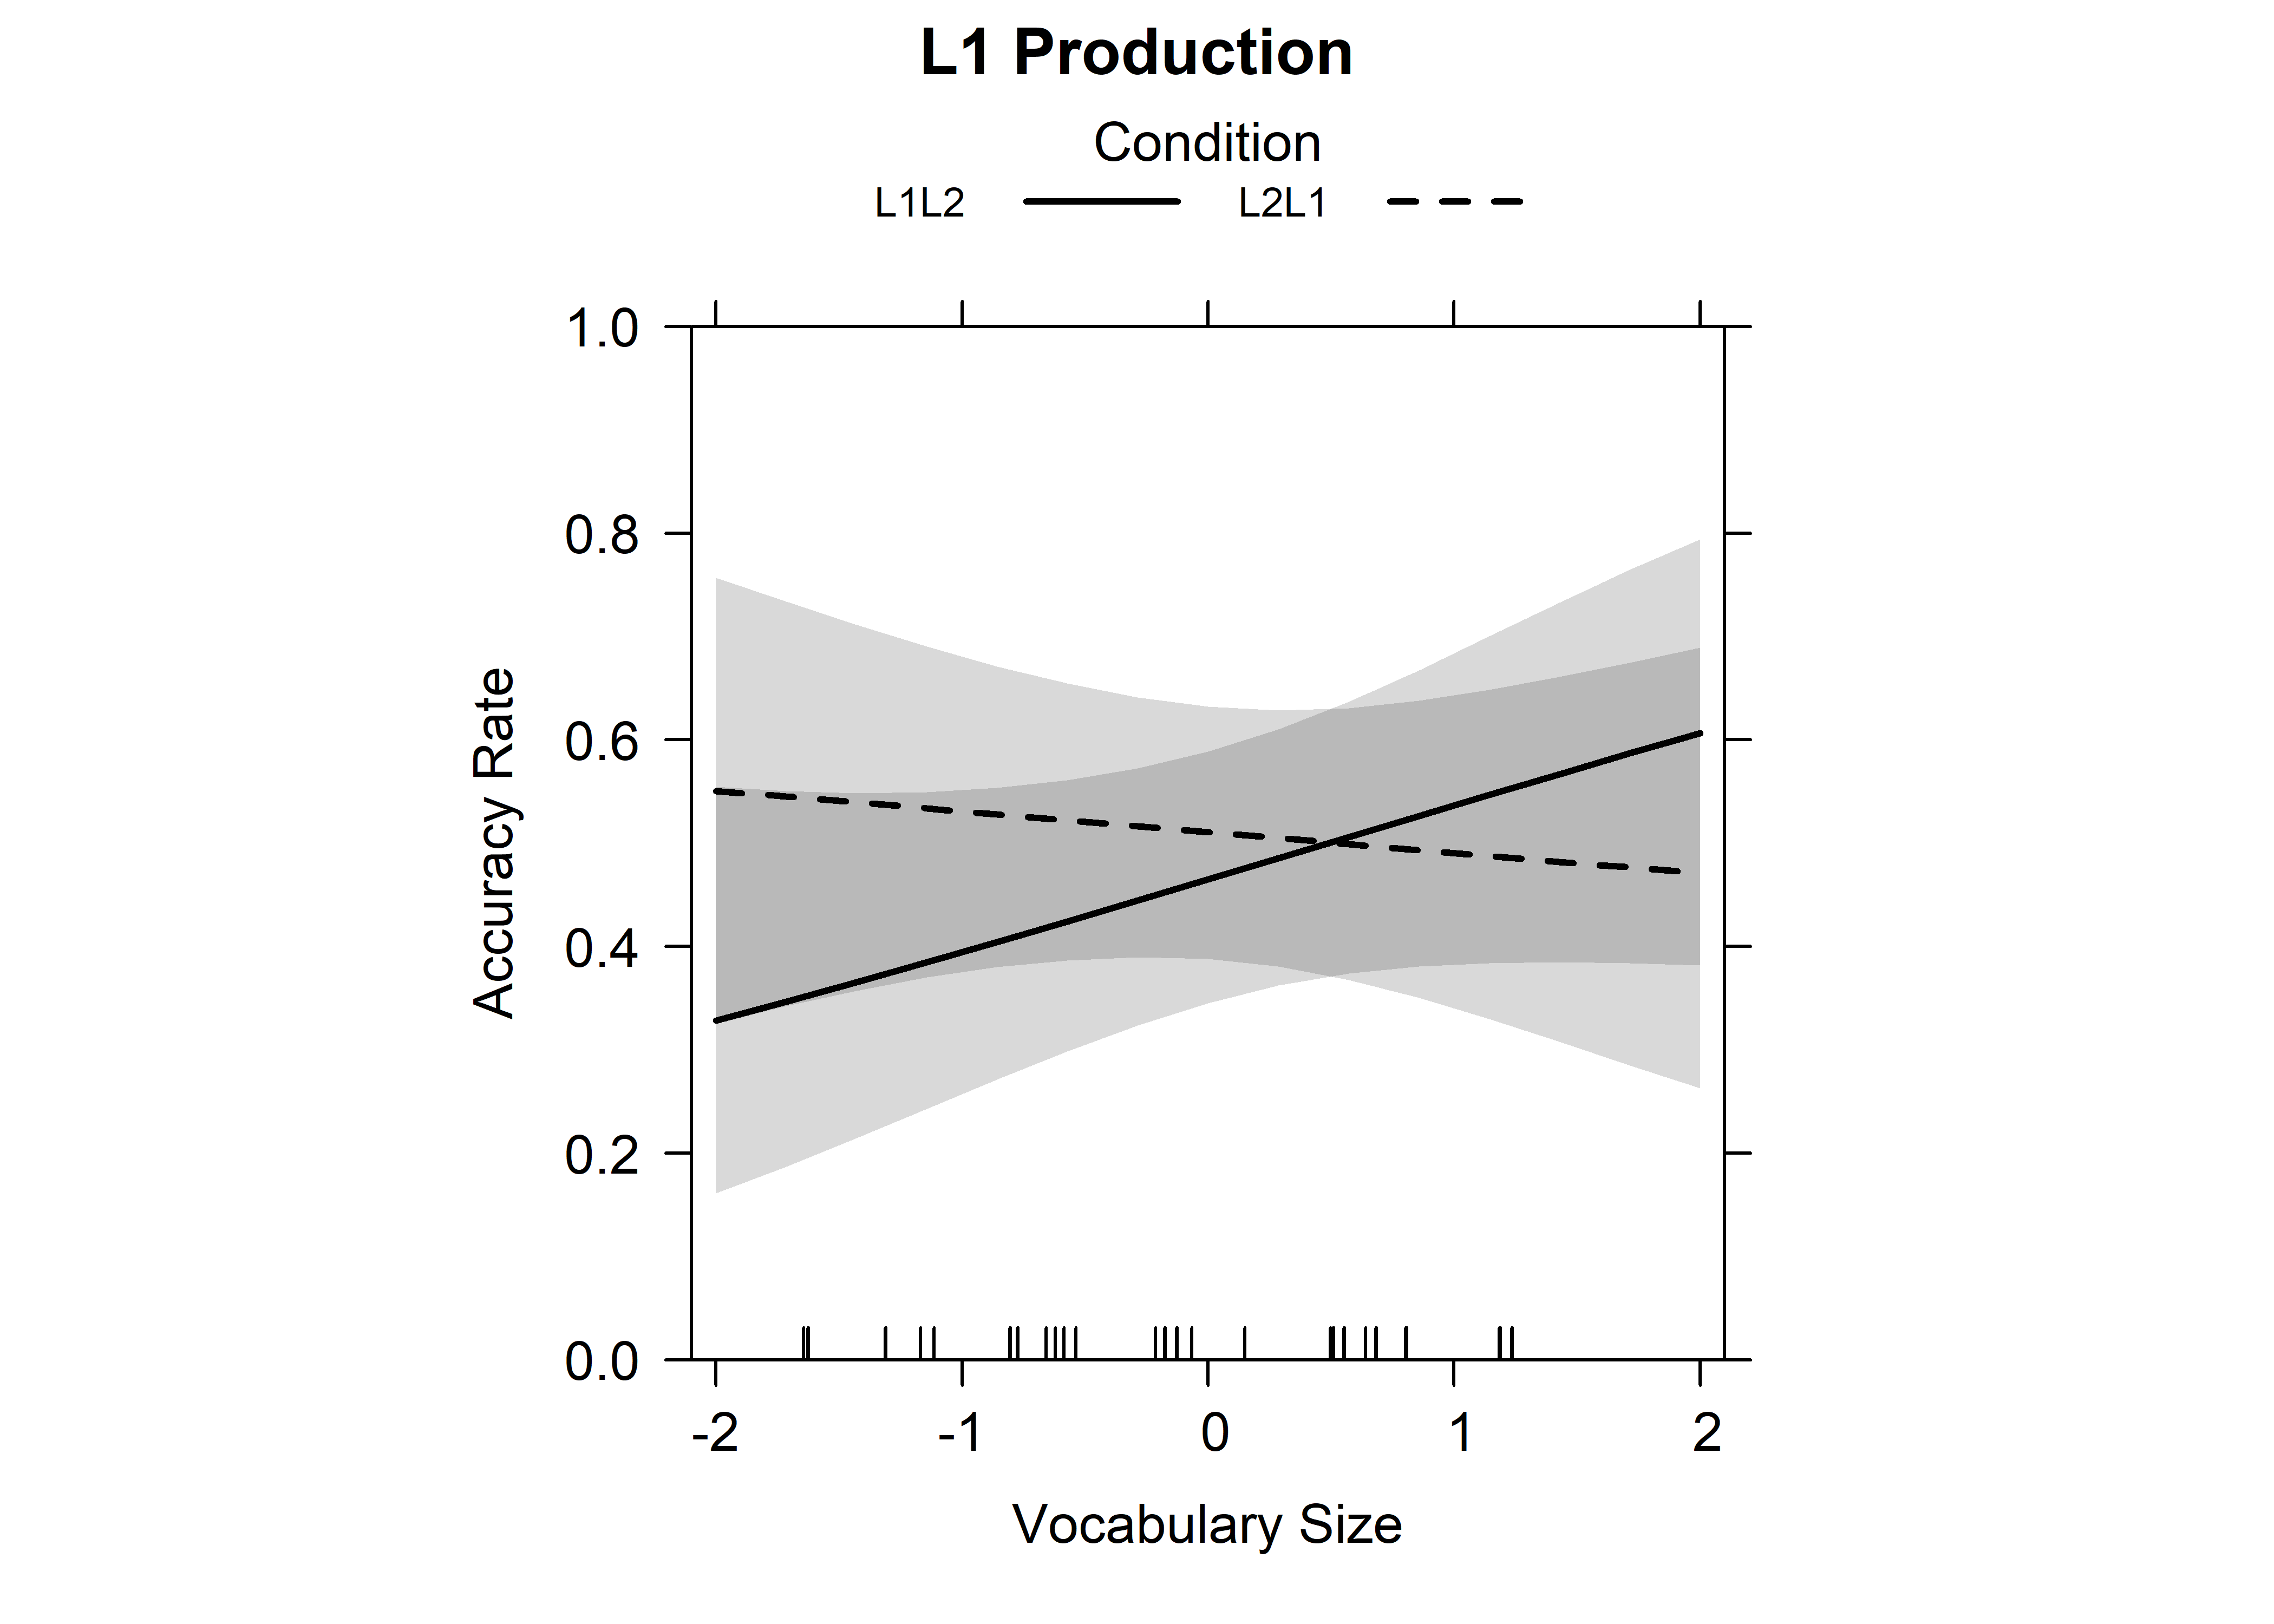 L1 Production
Condition
L1L2 L2L1
1.0
0.8
0.6
0.4
0.2
0.0
Accuracy Rate
-2 -1 0 1 2
Vocabulary Size